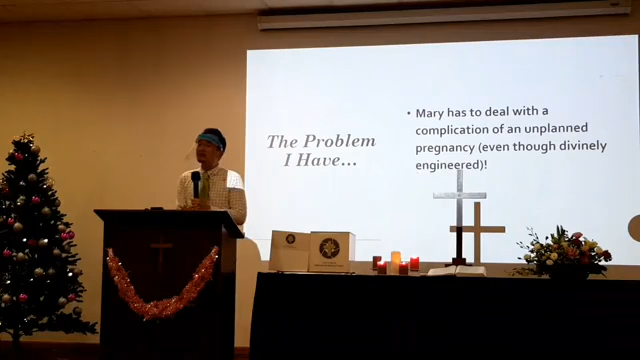 The Problem
I Have...
• Mary has to deal with a
complication of an unplanned
pregnancy (even though divinely
engineered)!